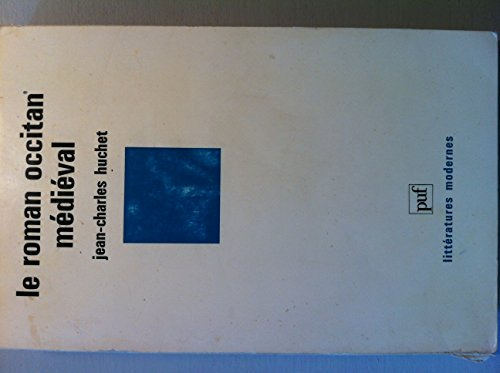 le roman occitan
médiéval
jean-charles huchet
puf
littératures modernes